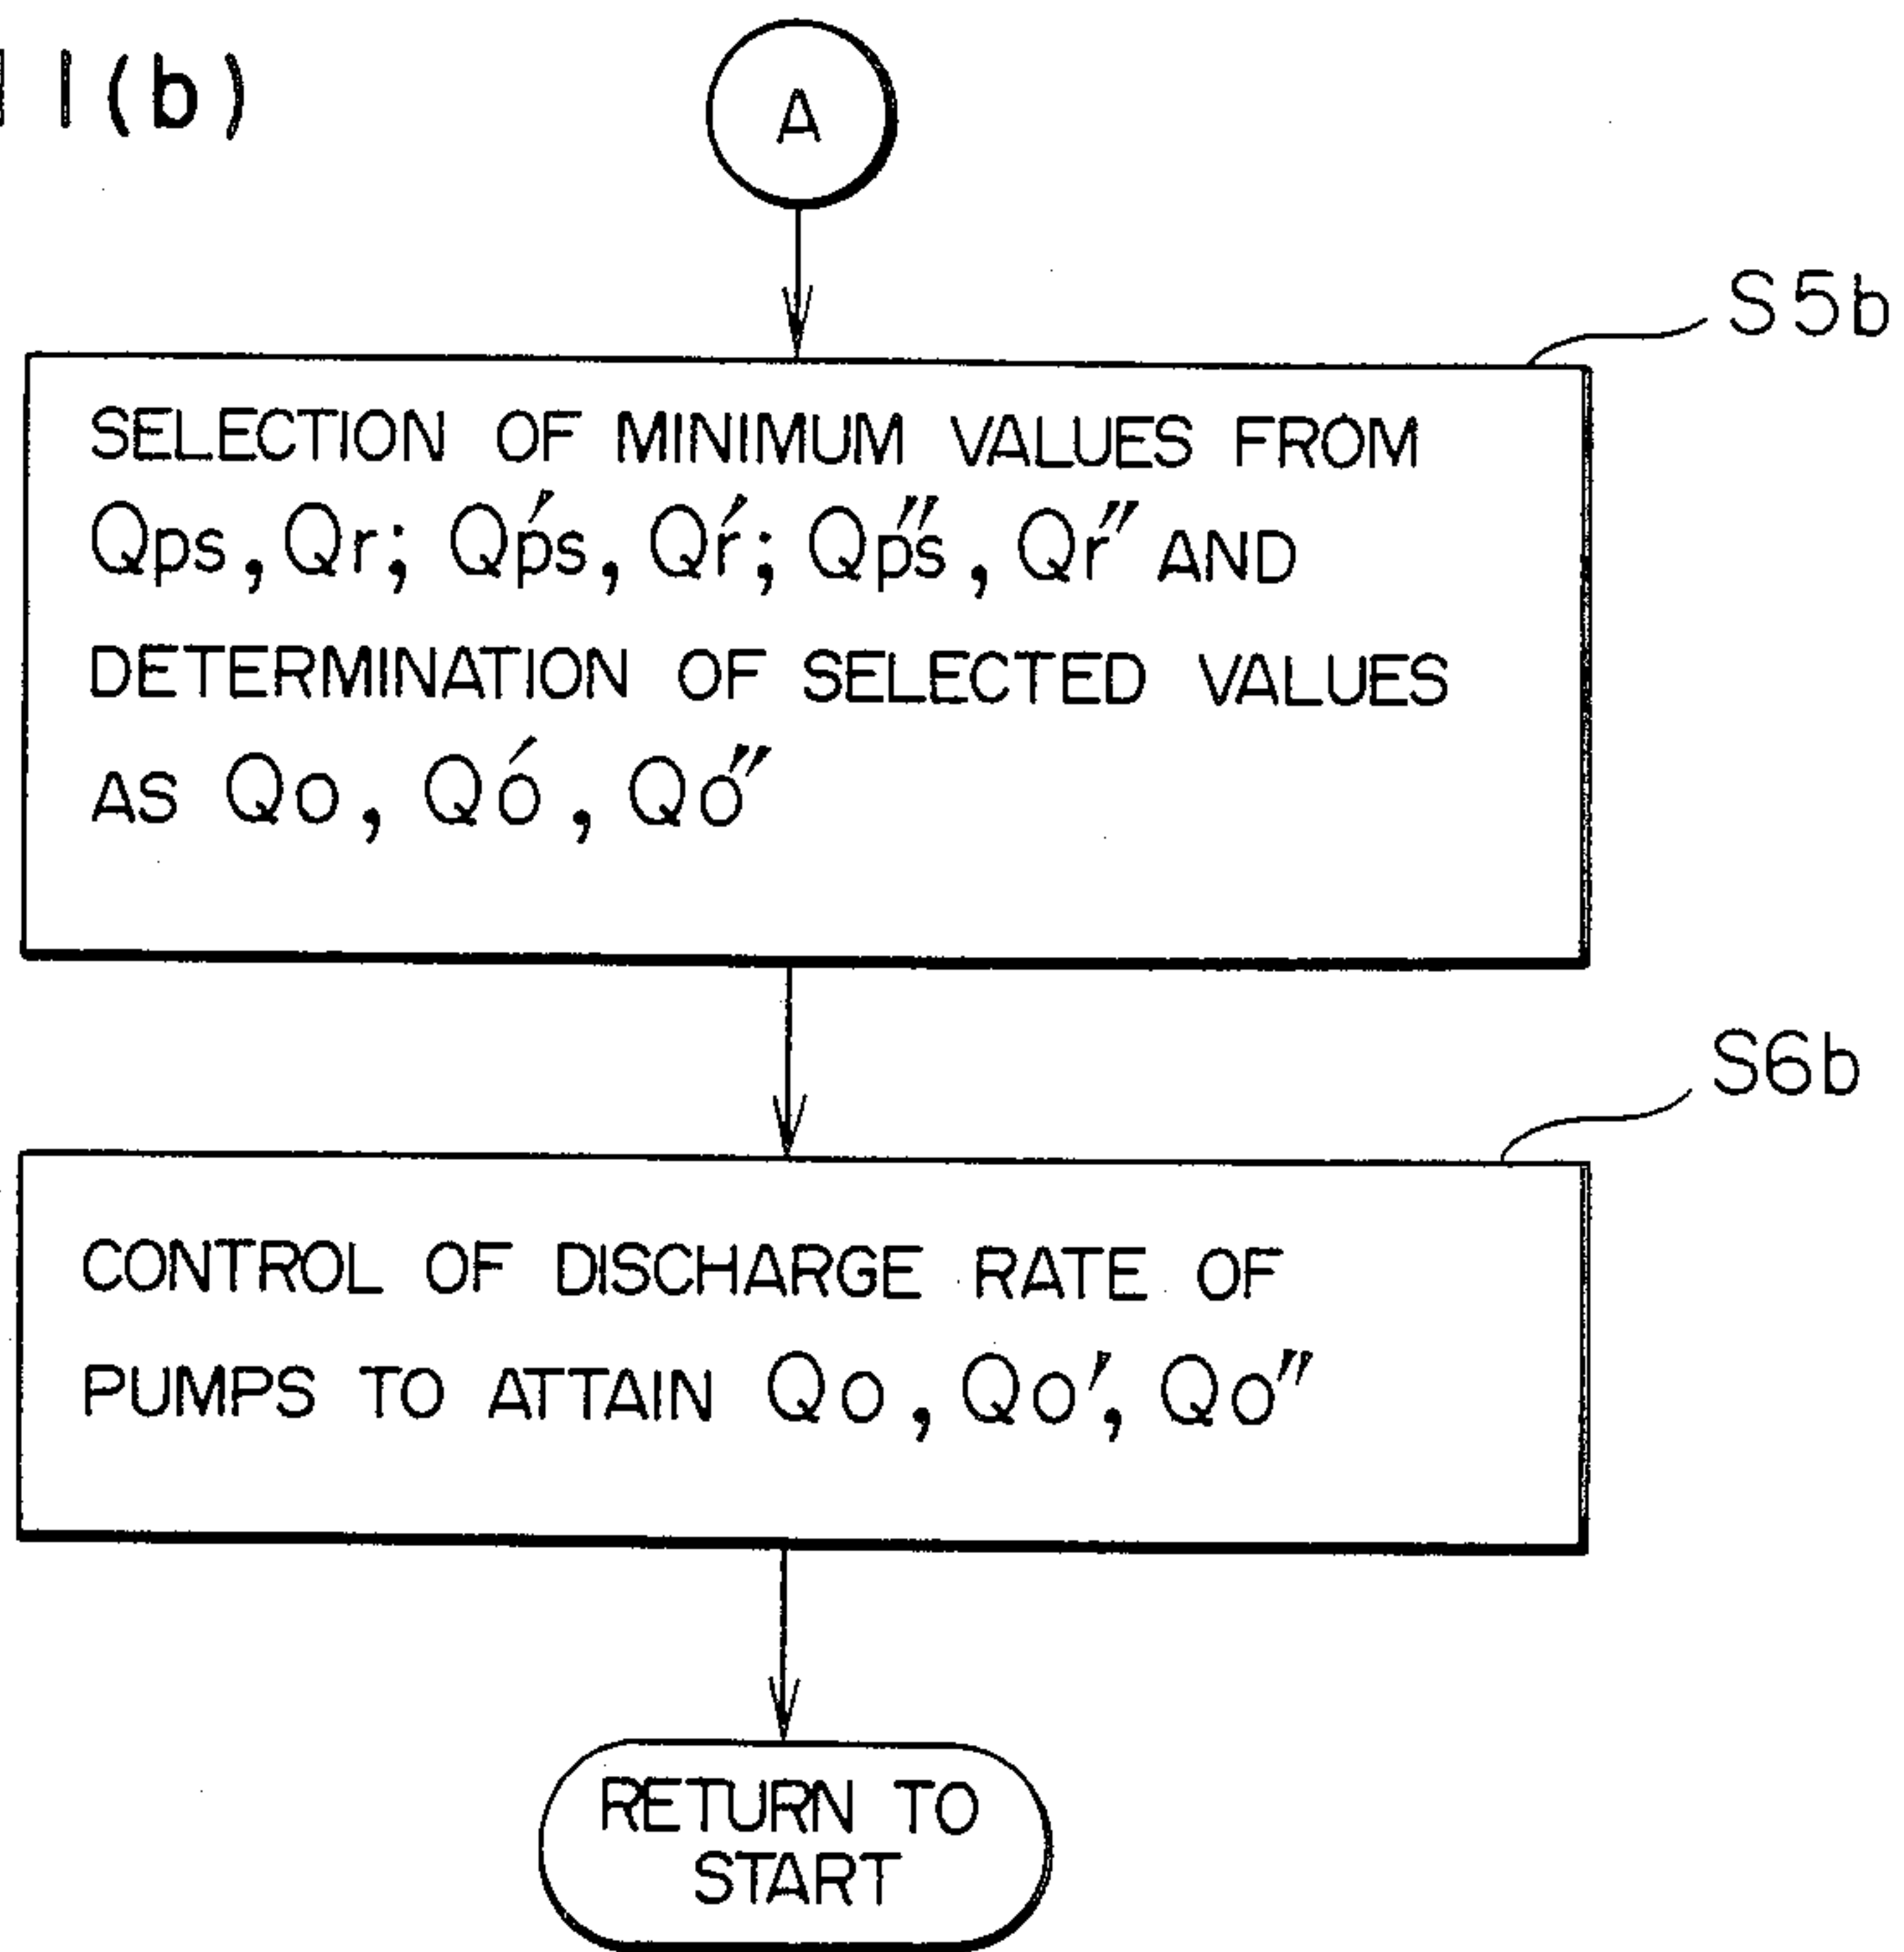 1(b)
A
S5b
SELECTION OF MINIMUM VALUES FROM
Qps, Qr; Qp's, Qr'; Qp"s, Qr" AND
DETERMINATION OF SELECTED VALUES
AS Qo, Qo', Qo"
S6b
CONTROL OF DISCHARGE RATE OF
PUMPS TO ATTAIN Qo, Qo', Qo"
RETURN TO
START